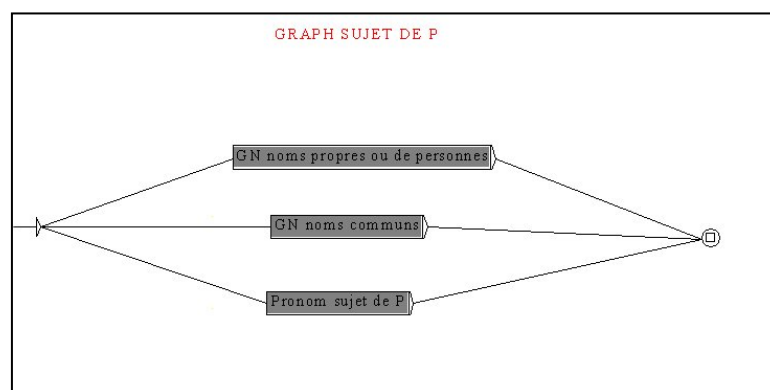 GRAPH SUJET DE P
GN noms propres ou de personnes
GN noms communs
Pronom sujet de P